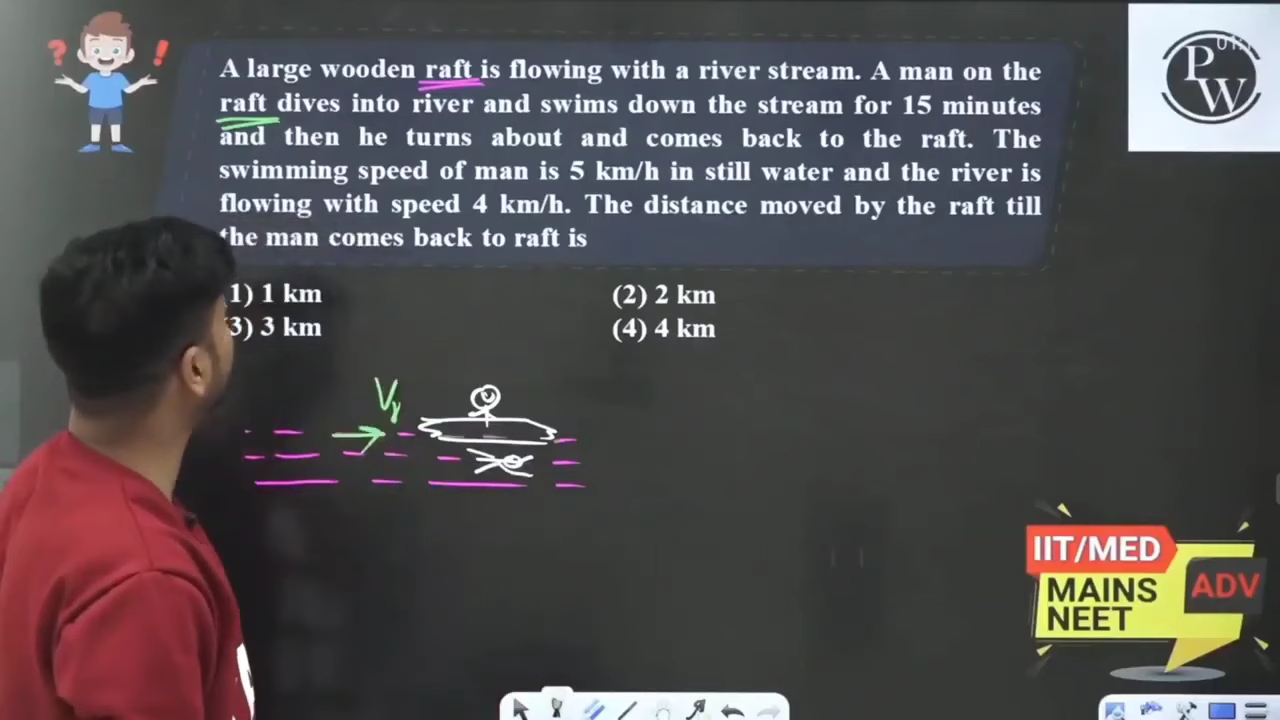 A large wooden raft is flowing with a river stream. A man on the
raft dives into river and swims down the stream for 15 minutes
and then he turns about and comes back to the raft. The
swimming speed of man is 5 km/h in still water and the river is
flowing with speed 4 km/h. The distance moved by the raft till
the man comes back to raft is
1) 1 km
(2) 2 km
(3) 3 km
(4) 4 km
P
W
IIT/MED
MAINS
NEET
ADV